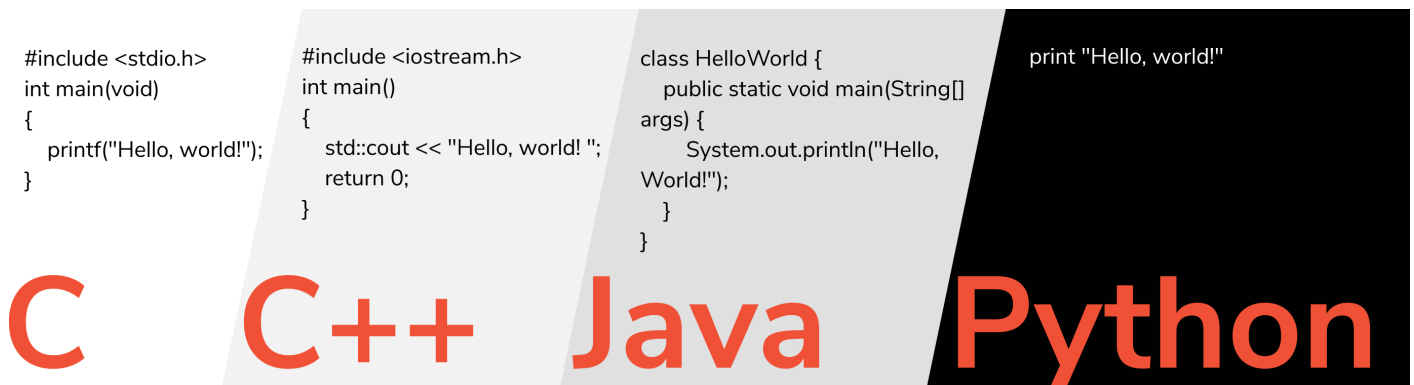 #include <stdio.h>
int main(void)
{
    printf("Hello, world!");
}
C
#include <iostream.h>
int main()
{
    std::cout << "Hello, world! ";
    return 0;
}
C++
class HelloWorld {
    public static void main(String[]
args) {
        System.out.println("Hello,
World!");
    }
}
Java
print "Hello, world!"
Python